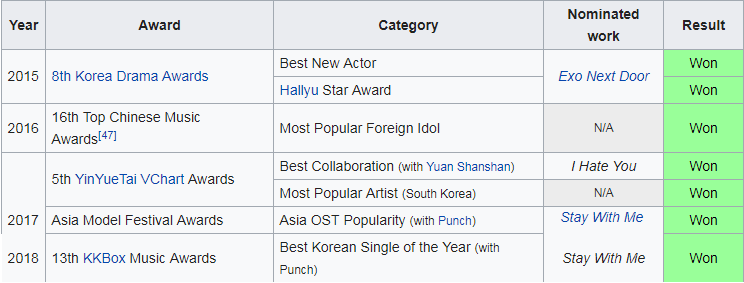 Year Award Category Nominated work Result
2015 8th Korea Drama Awards Best New Actor Exo Next Door Won
Hallyu Star Award Won
2016 16th Top Chinese Music Awards[47] Most Popular Foreign Idol N/A Won
2017 5th YinYueTai VChart Awards Best Collaboration (with Yuan Shanshan) I Hate You Won
Most Popular Artist (South Korea) N/A Won
Asia Model Festival Awards Asia OST Popularity (with Punch) Stay With Me Won
2018 13th KKBox Music Awards Best Korean Single of the Year (with Punch) Stay With Me Won